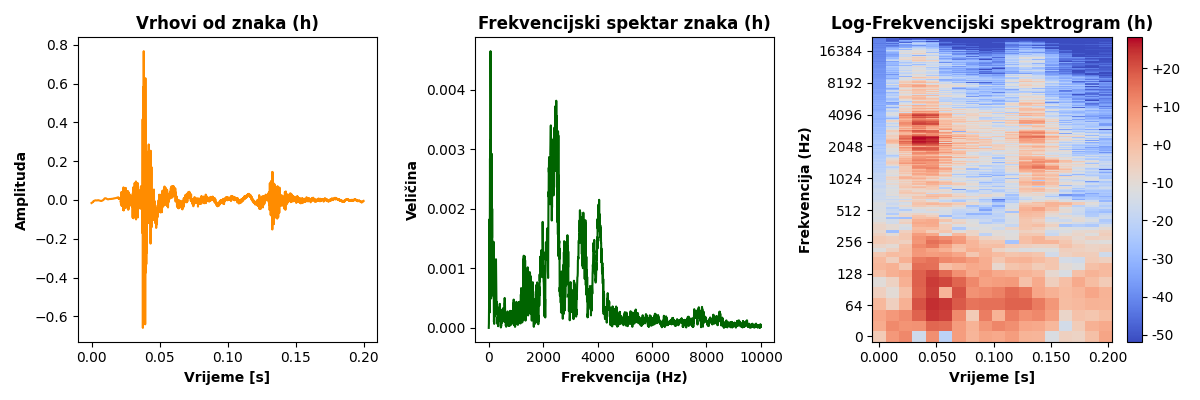 Vrhovi od znaka (h)
Amplituda
0.8
0.6
0.4
0.2
0.0
−0.2
−0.4
−0.6
0.00 0.05 0.10 0.15 0.20
Vrijeme [s]
Frekvencijski spektar znaka (h)
Veličina
0.004
0.003
0.002
0.001
0.000
0 2000 4000 6000 8000 10000
Frekvencija (Hz)
Log-Frekvencijski spektrogram (h)
Frekvencija (Hz)
16384
8192
4096
2048
1024
512
256
128
64
0
0.000 0.050 0.100 0.150 0.200
Vrijeme [s]
+20
+10
+0
-10
-20
-30
-40
-50